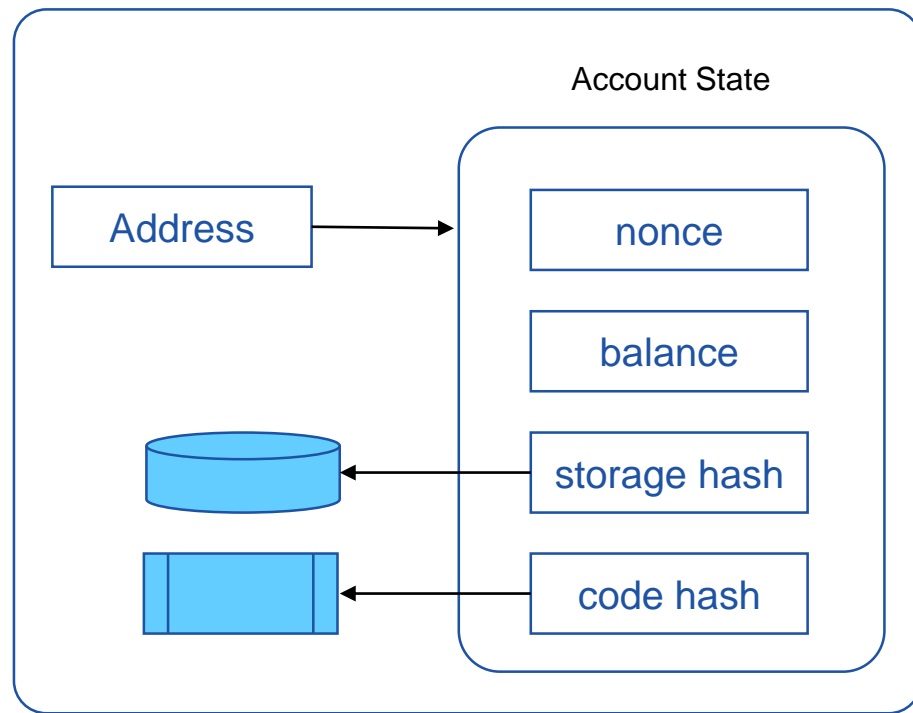 Account State
Address
nonce
balance
storage hash
code hash